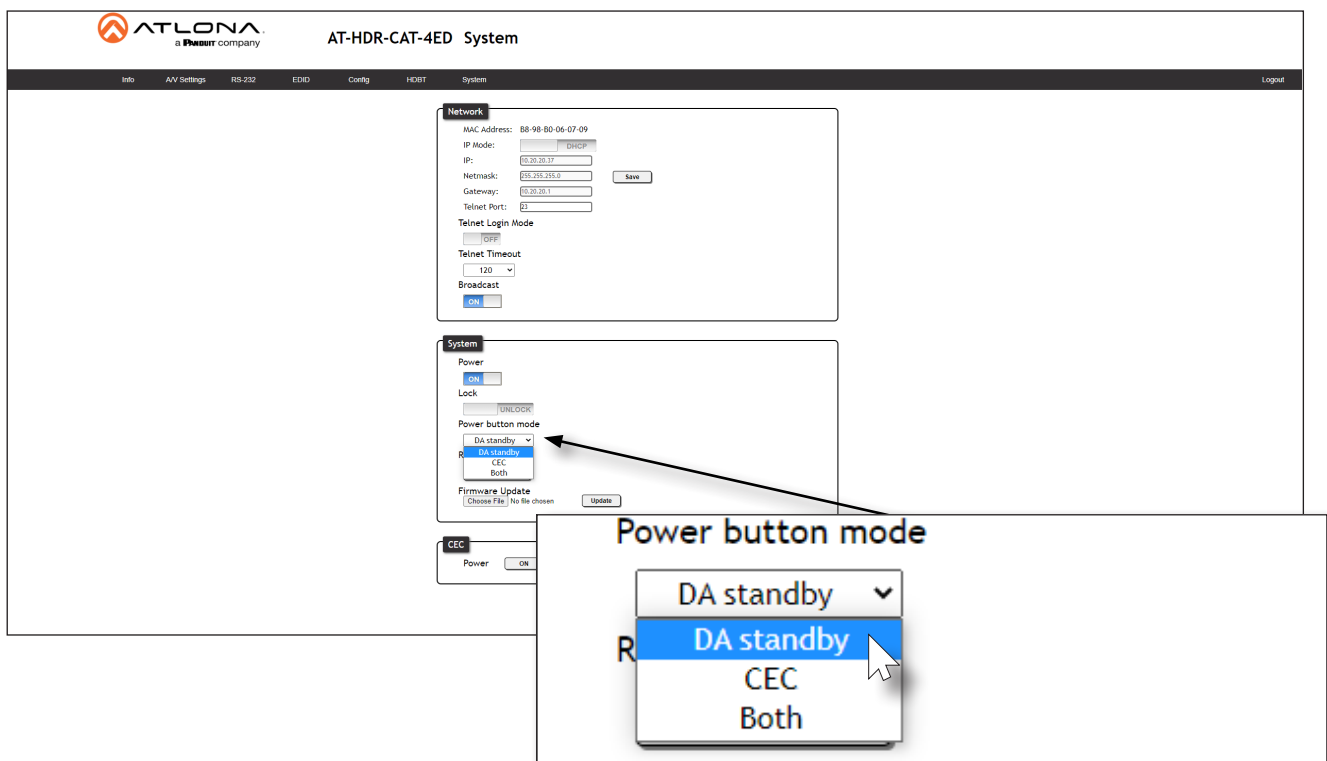 ATLONA.
a PANDUIT company
AT-HDR-CAT-4ED System
Info A/V Settings RS-232 EDID Config HDBT System Logout
Network
MAC Address: B8-98-B0-06-07-09
IP Mode: DHCP
IP: 10.20.20.37
Netmask: 255.255.255.0 Save
Gateway: 10.20.20.1
Telnet Port: 23
Telnet Login Mode
OFF
Telnet Timeout
120
Broadcast
ON
System
Power
ON
Lock
UNLOCK
Power button mode
DA standby
R DA standby
CEC
Both
Firmware Update
Choose File No file chosen Update
CEC
Power ON
Power button mode
DA standby
R DA standby
CEC
Both